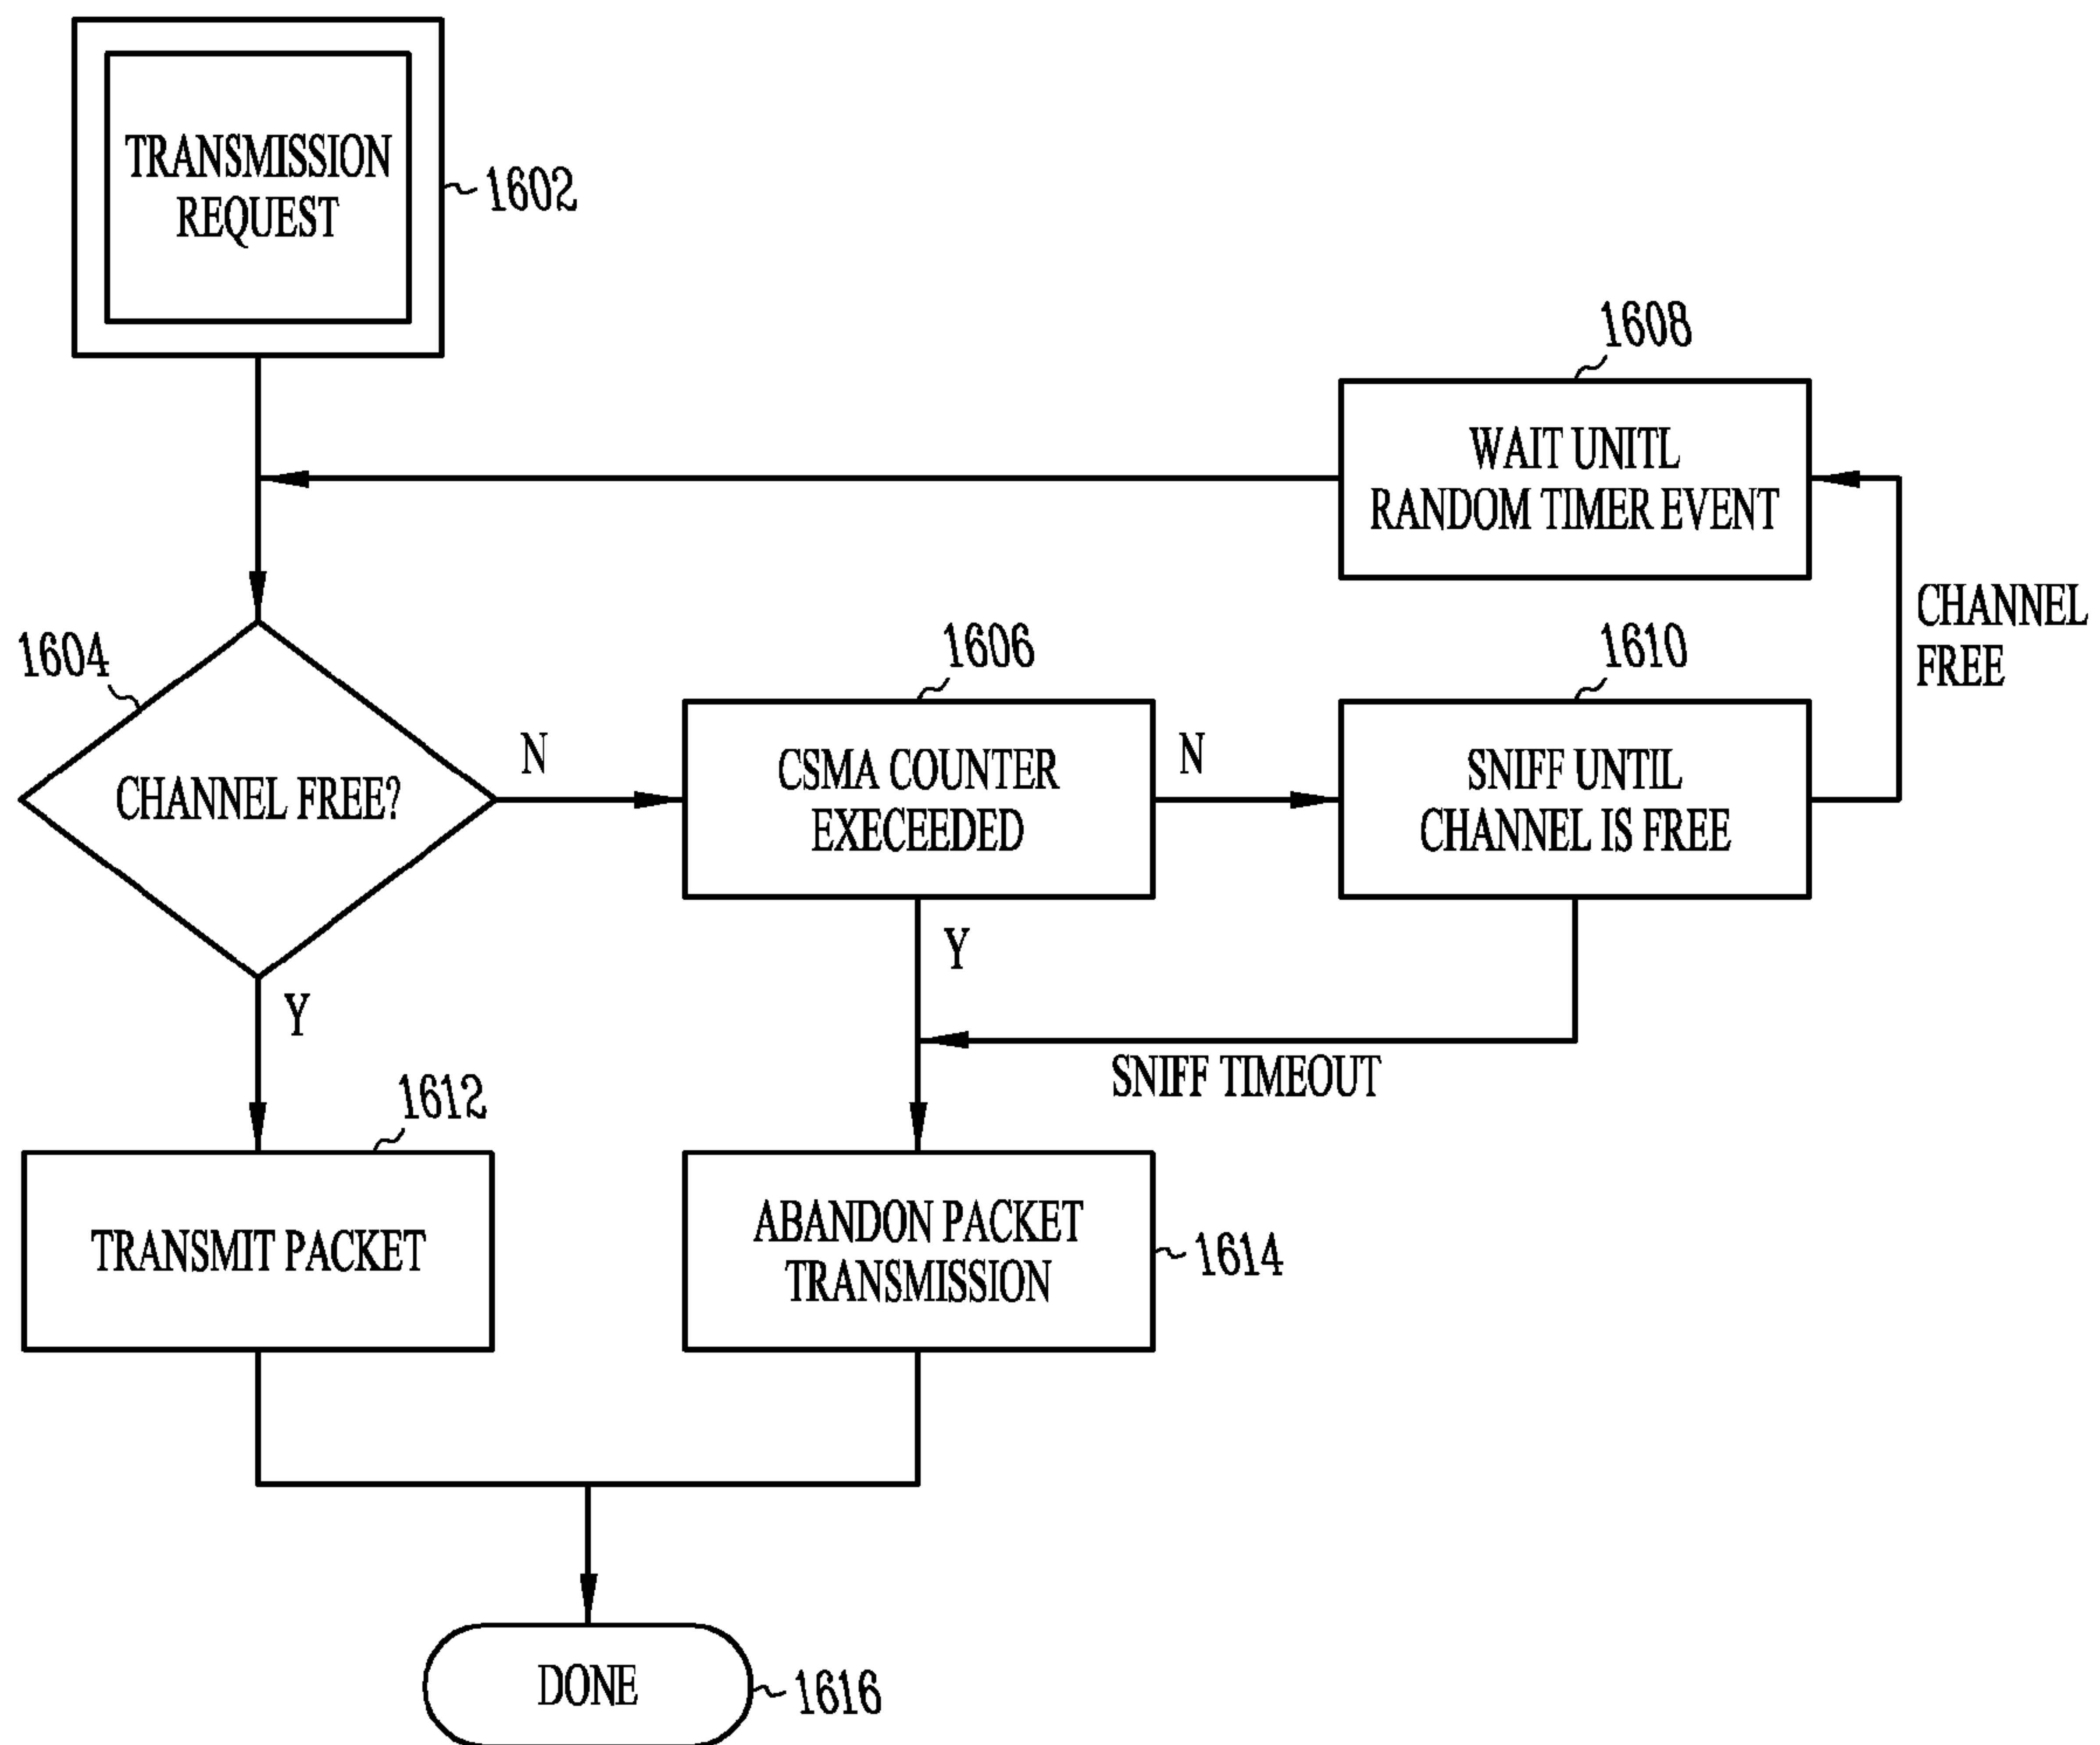 TRANSMISSION
REQUEST
1602
1608
WAIT UNITL
RANDOM TIMER EVENT
CHANNEL
FREE
1604
CHANNEL FREE?
N
1606
CSMA COUNTER
EXECEEDED
N
1610
SNIFF UNTIL
CHANNEL IS FREE
Y
Y
SNIFF TIMEOUT
1612
TRANSMIT PACKET
ABANDON PACKET
TRANSMISSION
1614
DONE
1616